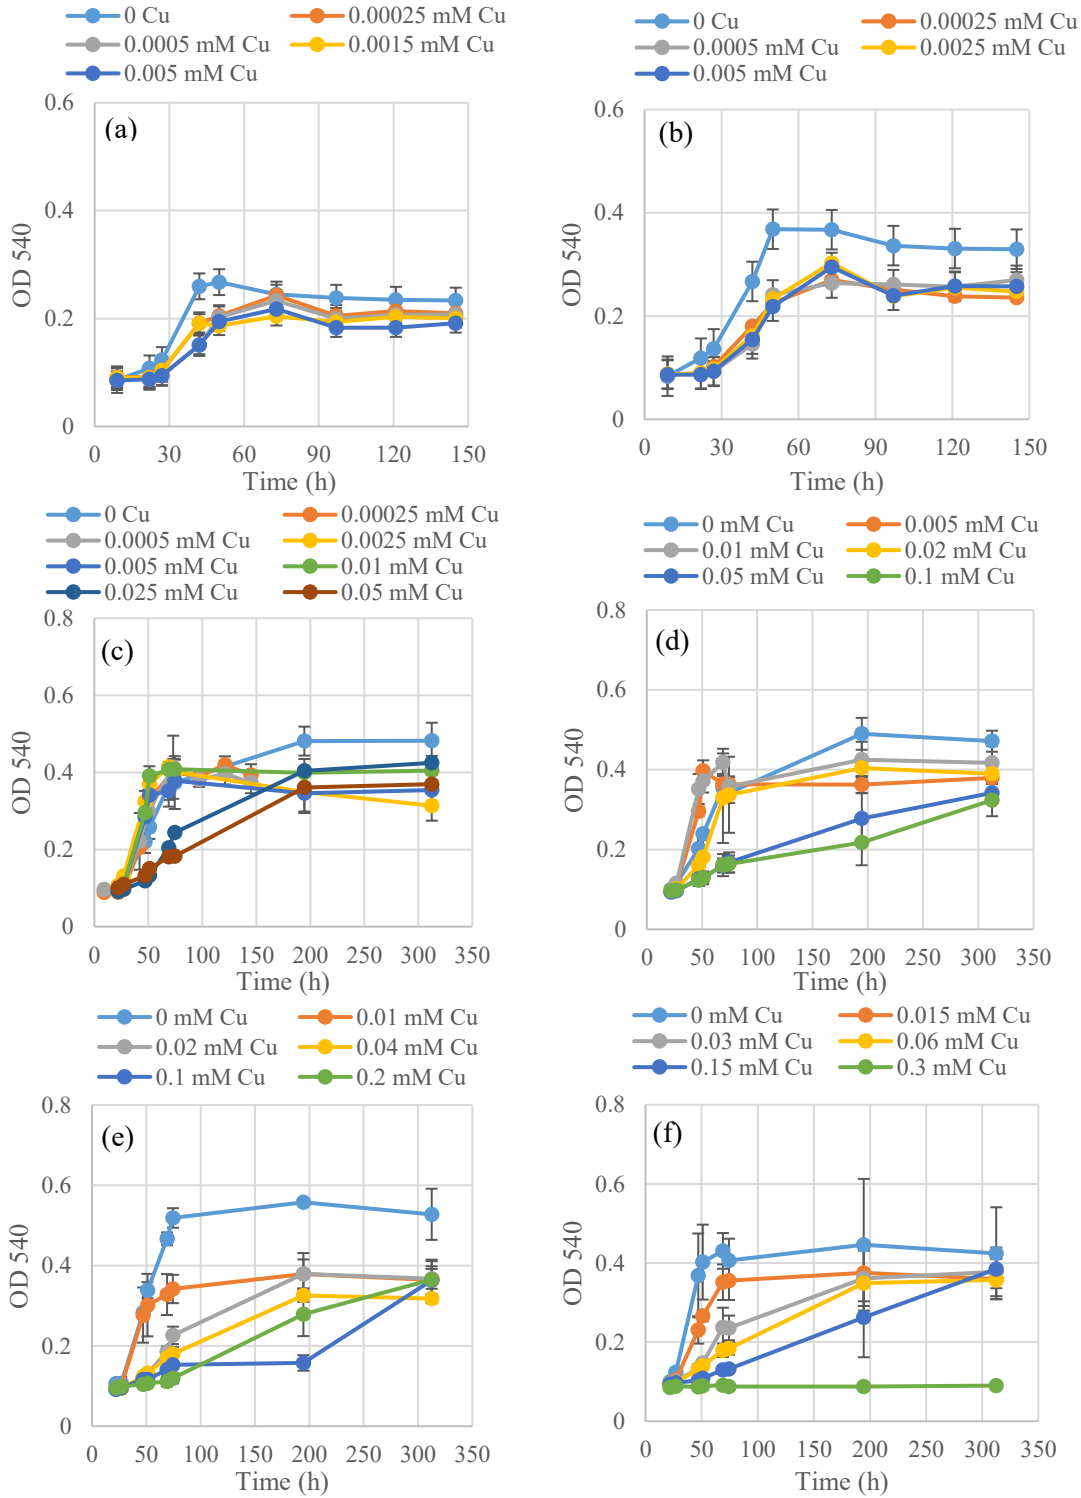 0 Cu 0.00025 mM Cu
0.0005 mM Cu 0.0015 mM Cu
0.005 mM Cu
(a)
0.6
0.4
0.2
0
OD 540
0 30 60 90 120 150
Time (h)
0 Cu 0.00025 mM Cu
0.0005 mM Cu 0.0025 mM Cu
0.005 mM Cu
(b)
0.6
0.4
0.2
0
OD 540
0 30 60 90 120 150
Time (h)
0 Cu 0.00025 mM Cu
0.0005 mM Cu 0.0025 mM Cu
0.005 mM Cu 0.01 mM Cu
0.025 mM Cu 0.05 mM Cu
(c)
0.8
0.6
0.4
0.2
0
OD 540
0 50 100 150 200 250 300 350
Time (h)
0 mM Cu 0.005 mM Cu
0.01 mM Cu 0.02 mM Cu
0.05 mM Cu 0.1 mM Cu
(d)
0.8
0.6
0.4
0.2
0
OD 540
0 50 100 150 200 250 300 350
Time (h)
0 mM Cu 0.01 mM Cu
0.02 mM Cu 0.04 mM Cu
0.1 mM Cu 0.2 mM Cu
(e)
0.8
0.6
0.4
0.2
0
OD 540
0 50 100 150 200 250 300 350
Time (h)
0 mM Cu 0.015 mM Cu
0.03 mM Cu 0.06 mM Cu
0.15 mM Cu 0.3 mM Cu
(f)
0.8
0.6
0.4
0.2
0
OD 540
0 50 100 150 200 250 300 350
Time (h)